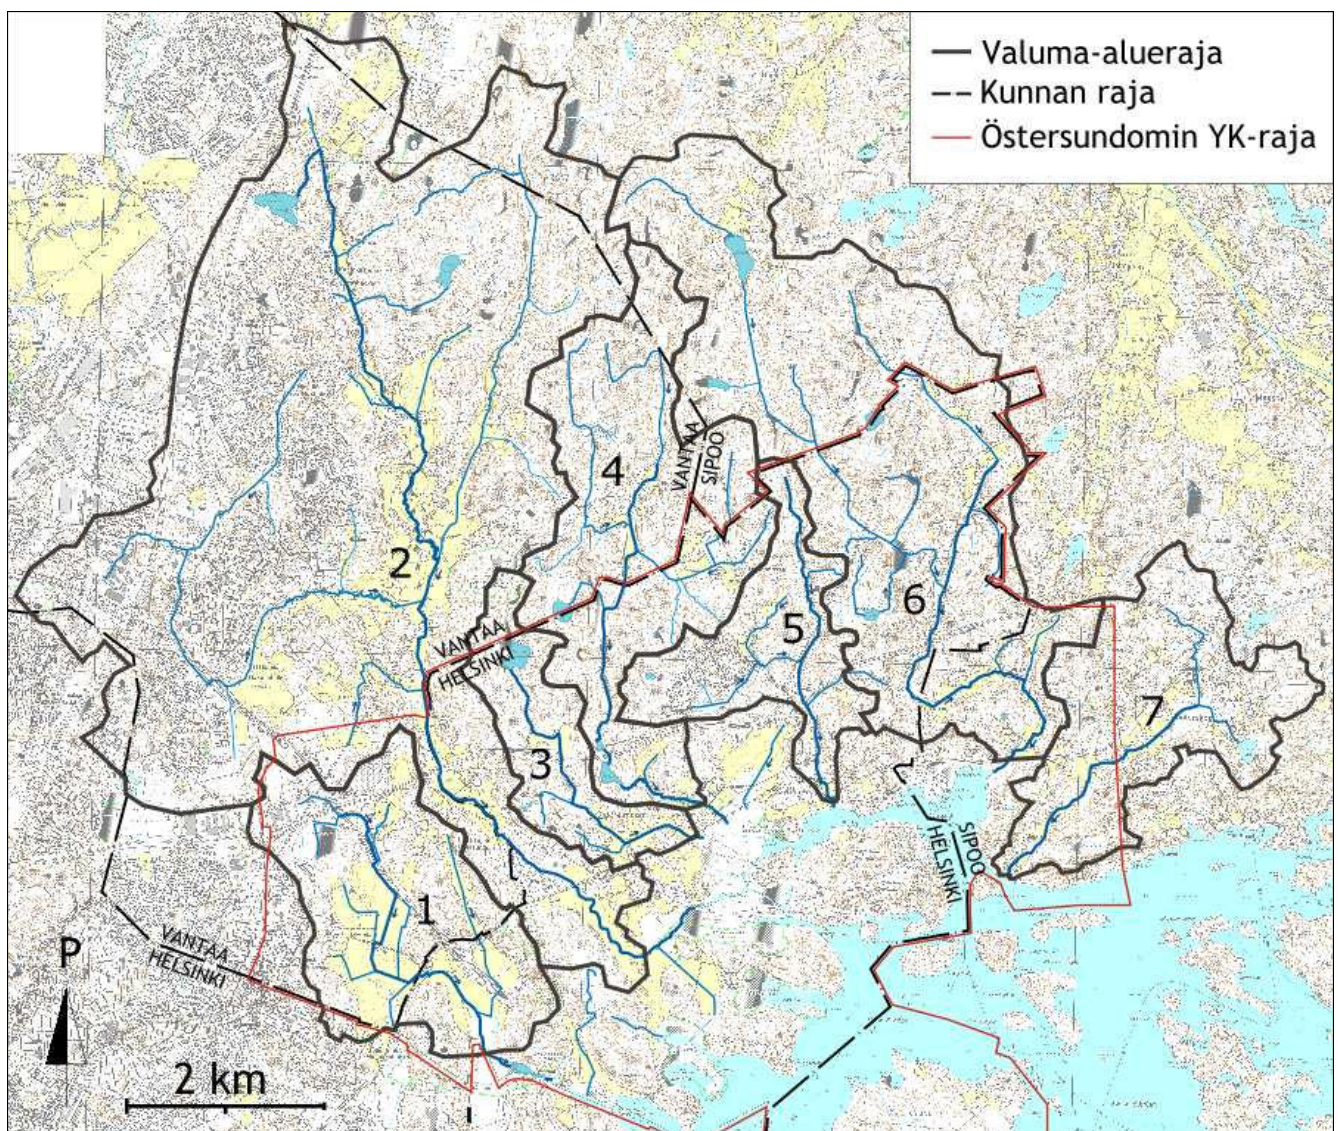 Valuma-alueraja
Kunnan raja
Östersundomin YK-raja
4
VANTAA
SIPOO
2
6
5
VANTAA
HELSINKI
7
3
SIPOO
HELSINKI
1
VANTAA
HELSINKI
P
2 km